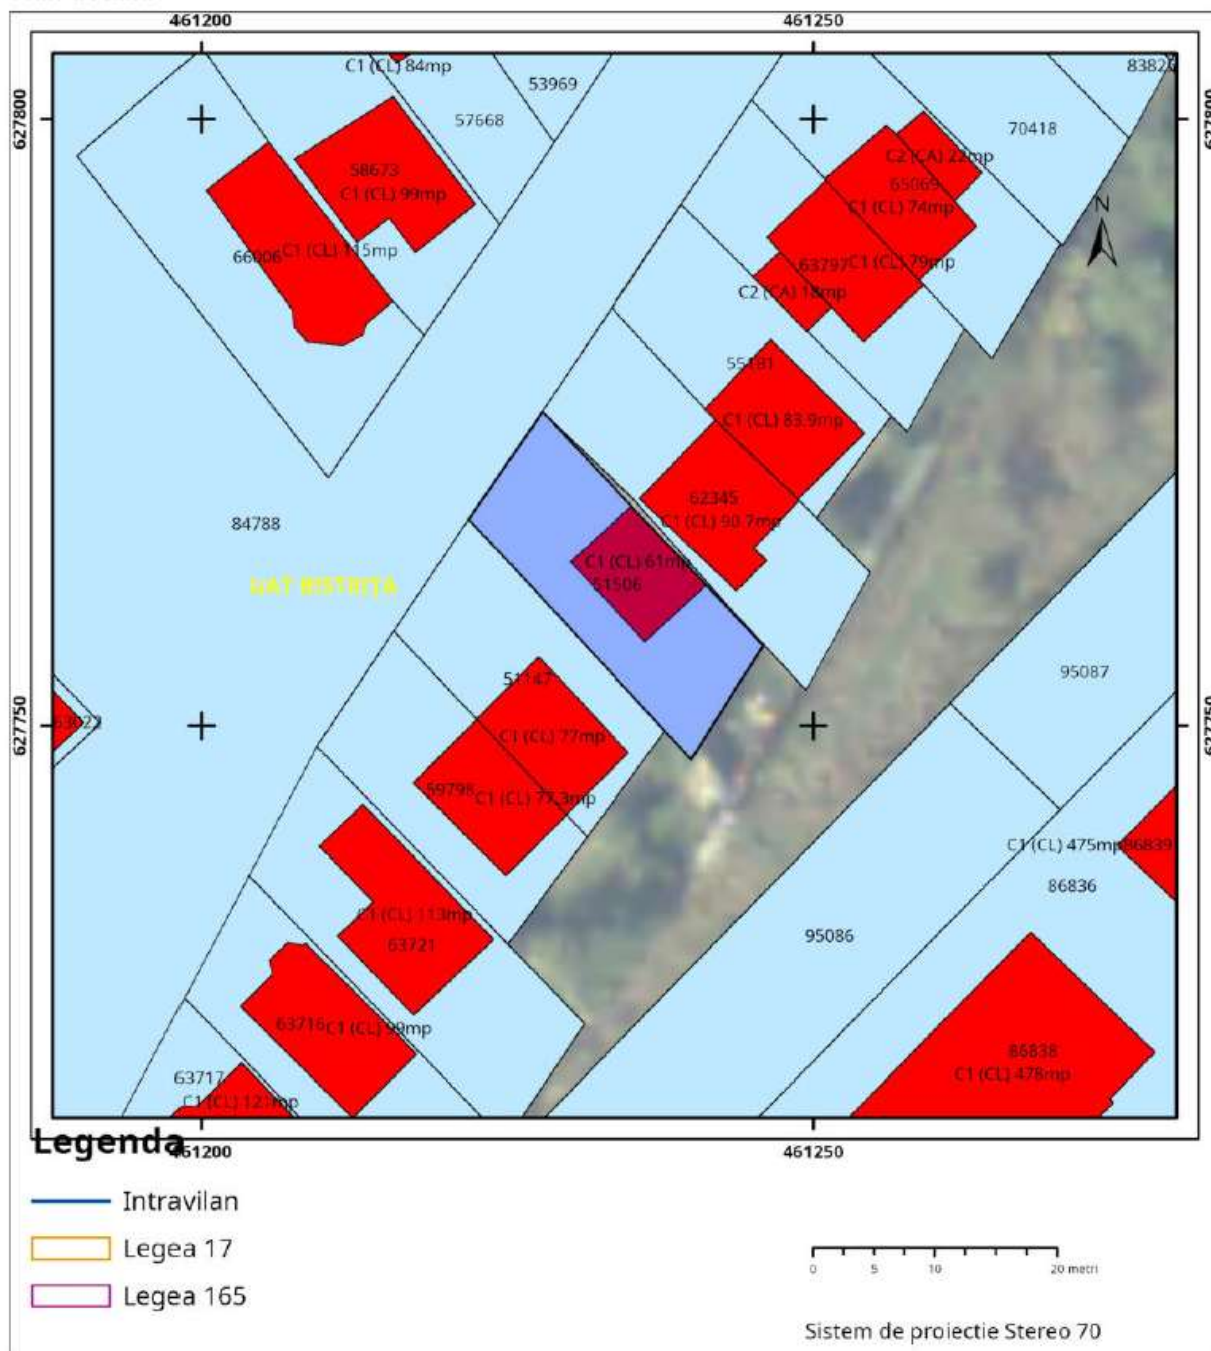 461200 461250
C1 (CL) 84mp
53969
83820
627800 57668 70418 627800
C2 (CA) 22mp
58673
65069
C1 (CL) 99mp
C1 (CL) 74mp
N
66006 C1 (CL) 115mp
63797 C1 (CL) 79mp
C2 (CA) 18mp
55181
C1 (CL) 83.9mp
62345
84788 C1 (CL) 90.7mp
C1 (CL) 61mp
UAT BISTRIȚA 61506
51147 95087
627750 63022 627750
C1 (CL) 77mp
59798 C1 (CL) 77.3mp
C1 (CL) 475mp 86839
86836
C1 (CL) 113mp
95086
63721
63716 C1 (CL) 99mp
86838
63717 C1 (CL) 478mp
461200 461250
Legenda
Intravilan
Legea 17
Legea 165
0 5 10 20 metri
Sistem de proiectie Stereo 70